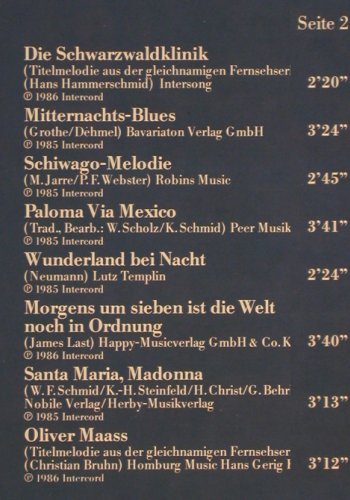 Seite 2
Die Schwarzwaldklinik
(Titelmelodie aus der gleichnamigen Fernsehser
(Hans Hammerschmid) Intersong 2’20”
℗ 1986 Intercord
Mitternachts-Blues
(Grothe/Dehmel) Bavariaton Verlag GmbH 3’24”
℗ 1985 Intercord
Schiwago-Melodie
(M. Jarre/P. F. Webster) Robins Music 2’45”
℗ 1985 Intercord
Paloma Via Mexico
(Trad., Bearb.: W. Scholz/K. Schmid) Peer Musik 3’41”
℗ 1985 Intercord
Wunderland bei Nacht
(Neumann) Lutz Templin 2’24”
℗ 1985 Intercord
Morgens um sieben ist die Welt
noch in Ordnung
(James Last) Happy-Musicverlag GmbH & Co. K 3’40”
℗ 1986 Intercord
Santa Maria, Madonna
(W. F. Schmid/K.-H. Steinfeld/H. Christ/G. Behr
Nobile Verlag/Herby-Musikverlag 3’13”
℗ 1985 Intercord
Oliver Maass
(Titelmelodie aus der gleichnamigen Fernsehser
(Christian Bruhn) Homburg Music Hans Gerig 3’12”
℗ 1986 Intercord